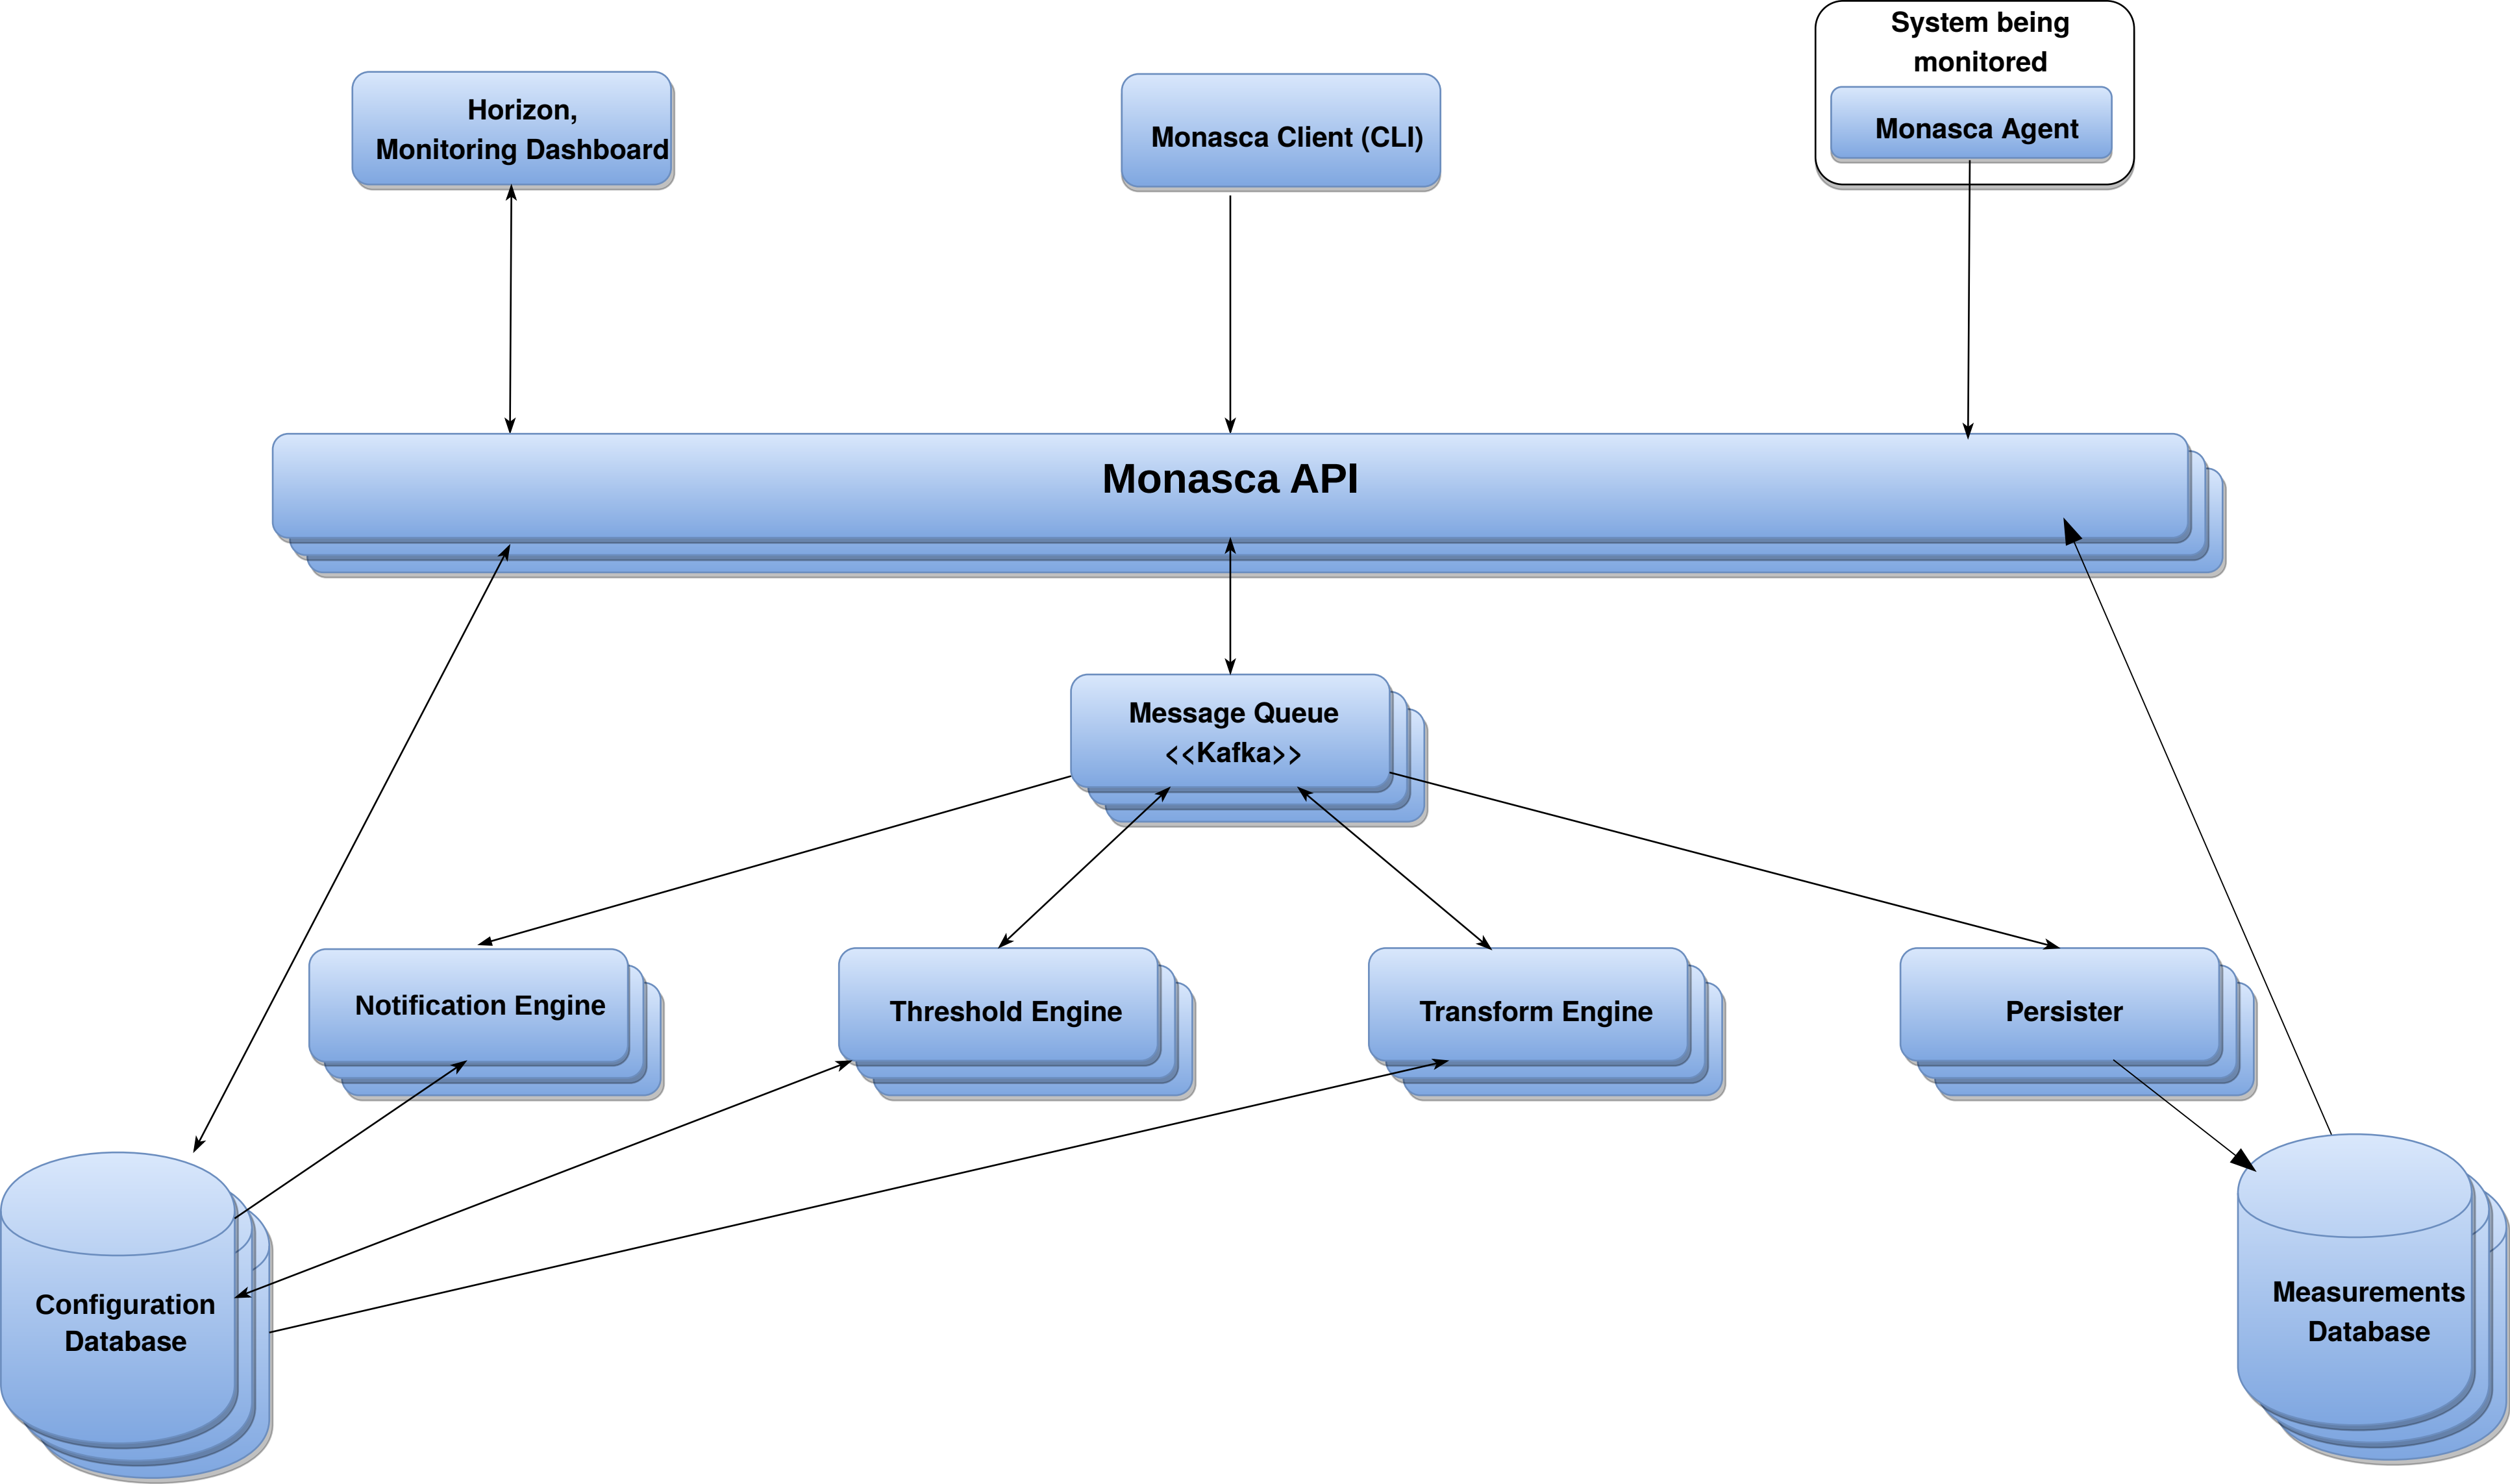 Horizon,
Monitoring Dashboard
Monasca Client (CLI)
System being
monitored
Monasca Agent
Monasca API
Message Queue
<<Kafka>>
Notification Engine
Threshold Engine
Transform Engine
Persister
Configuration
Database
Measurements
Database